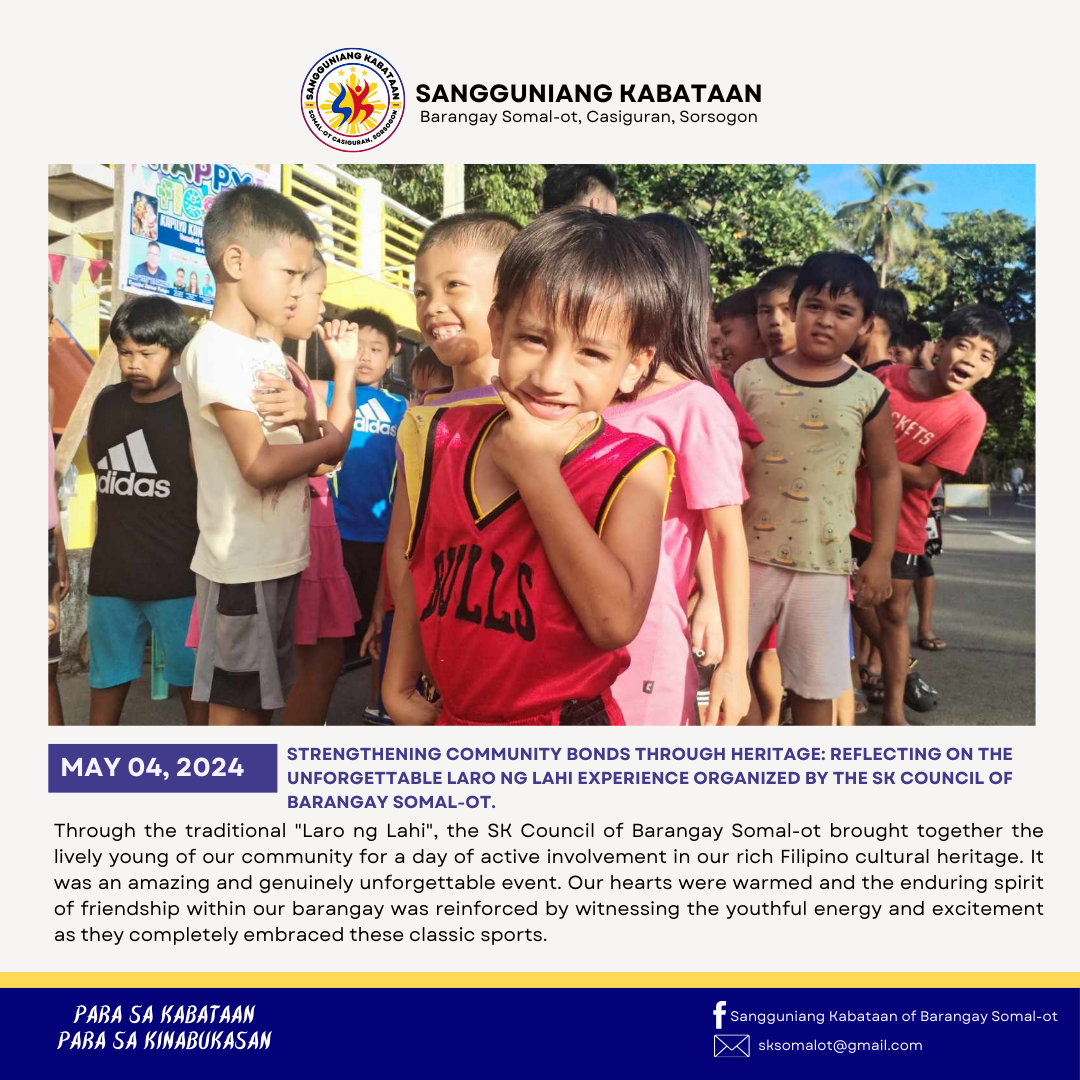 SANGGUNIANG KABATAAN
SOMAL-OT CASIGURAN, SORSOGON
SANGGUNIANG KABATAAN
Barangay Somal-ot, Casiguran, Sorsogon
HAPPY
adidas
adidas
BULLS
CKETS
MAY 04, 2024
STRENGTHENING COMMUNITY BONDS THROUGH HERITAGE: REFLECTING ON THE
UNFORGETTABLE LARO NG LAHI EXPERIENCE ORGANIZED BY THE SK COUNCIL OF
BARANGAY SOMAL-OT.
Through the traditional "Laro ng Lahi", the SK Council of Barangay Somal-ot brought together the
lively young of our community for a day of active involvement in our rich Filipino cultural heritage. It
was an amazing and genuinely unforgettable event. Our hearts were warmed and the enduring spirit
of friendship within our barangay was reinforced by witnessing the youthful energy and excitement
as they completely embraced these classic sports.
PARA SA KABATAAN
PARA SA KINABUKASAN
Sangguniang Kabataan of Barangay Somal-ot
sksomalot@gmail.com